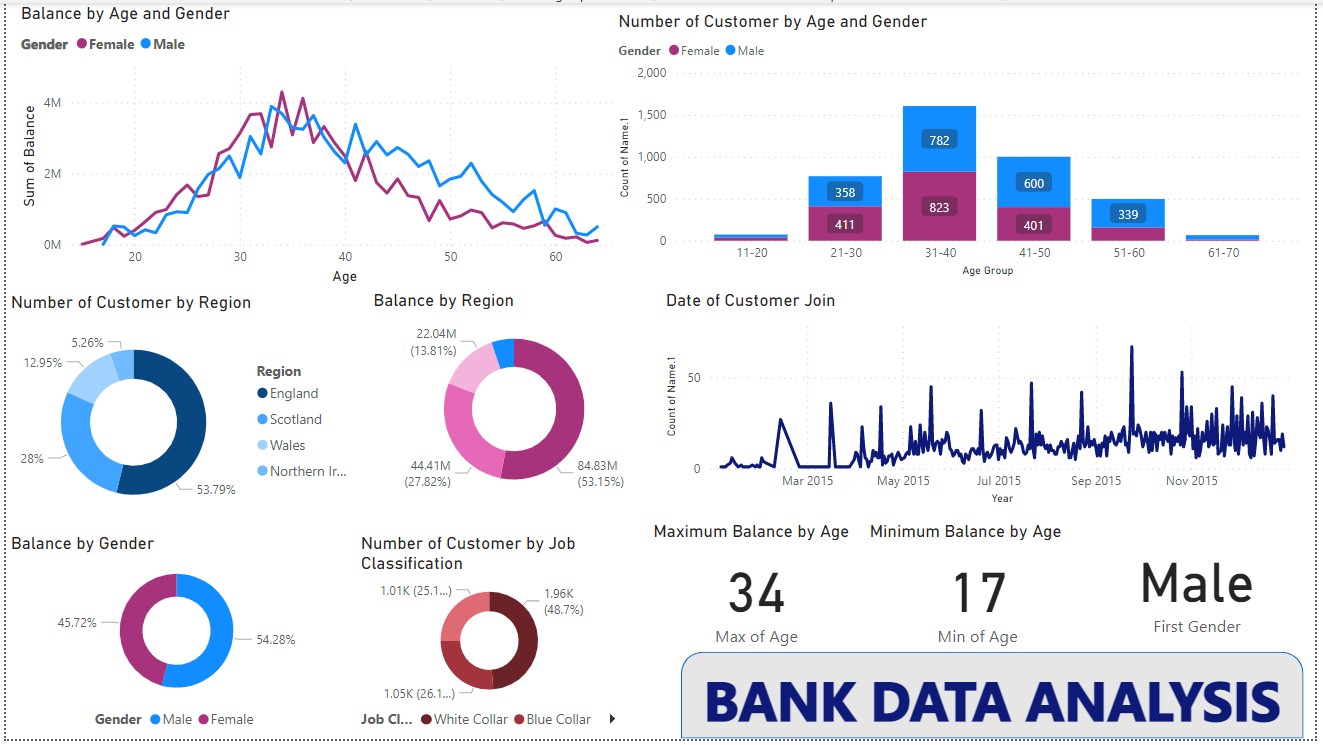 Balance by Age and Gender
Gender Female Male
Sum of Balance
4M
2M
0M
20 30 40 50 60
Age
Number of Customer by Age and Gender
Gender Female Male
Count of Name.1
2,000
1,500
1,000
500
0
358
411
782
823
600
401
339
11-20 21-30 31-40 41-50 51-60 61-70
Age Group
Number of Customer by Region
5.26%
12.95%
28%
53.79%
Region
England
Scotland
Wales
Northern Ir...
Balance by Region
22.04M
(13.81%)
44.41M
(27.82%)
84.83M
(53.15%)
Date of Customer Join
Count of Name.1
50
0
Mar 2015 May 2015 Jul 2015 Sep 2015 Nov 2015
Year
Balance by Gender
45.72%
54.28%
Gender Male Female
Number of Customer by Job
Classification
1.01K (25.1...)
1.96K
(48.7%)
1.05K (26.1...)
Job Cl... White Collar Blue Collar
Maximum Balance by Age
34
Max of Age
Minimum Balance by Age
17
Min of Age
Male
First Gender
BANK DATA ANALYSIS